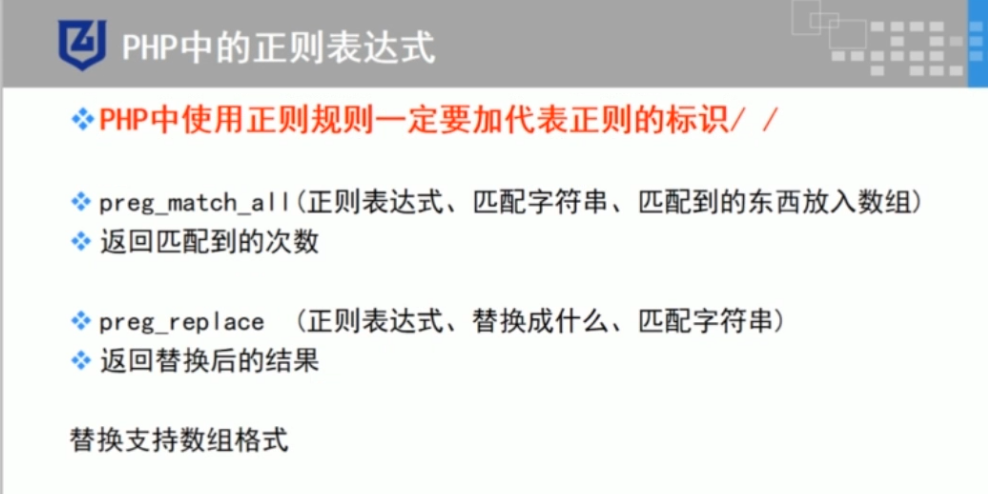 PHP中的正则表达式
PHP中使用正则规则一定要加代表正则的标识/ /
preg_match_all(正则表达式、匹配字符串、匹配到的东西放入数组)
返回匹配到的次数
preg_replace （正则表达式、替换成什么、匹配字符串)
返回替换后的结果
替换支持数组格式